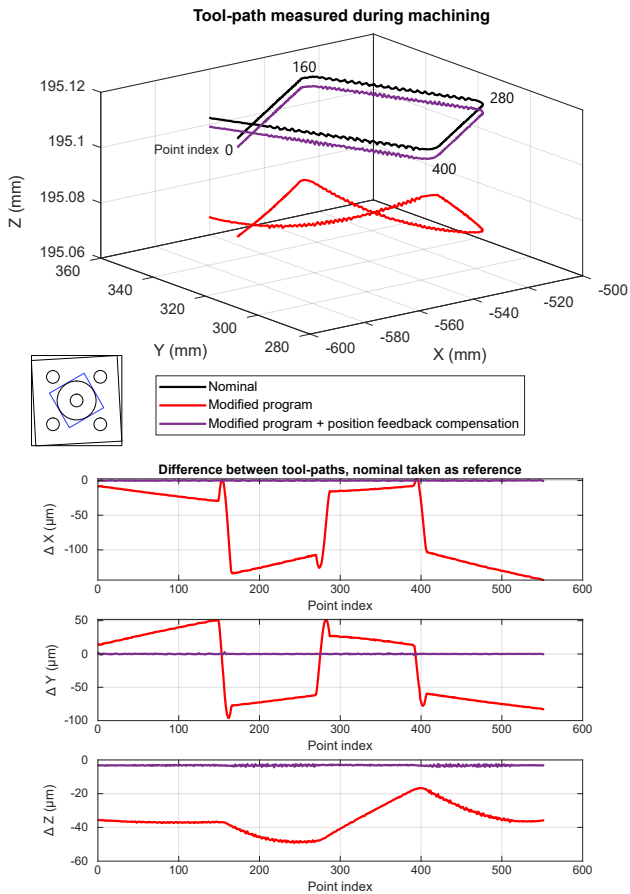 Tool-path measured during machining
195.12
195.1
195.08
195.06
Z (mm)
160
280
Point index 0
400
360
340
320
300
280
Y (mm)
-600
-580
-560
-540
-520
-500
X (mm)
Nominal
Modified program
Modified program + position feedback compensation
Difference between tool-paths, nominal taken as reference
0
-50
-100
Δ X (μm)
0 100 200 300 400 500 600
Point index
50
0
-50
-100
Δ Y (μm)
0 100 200 300 400 500 600
Point index
0
-20
-40
-60
Δ Z (μm)
0 100 200 300 400 500 600
Point index